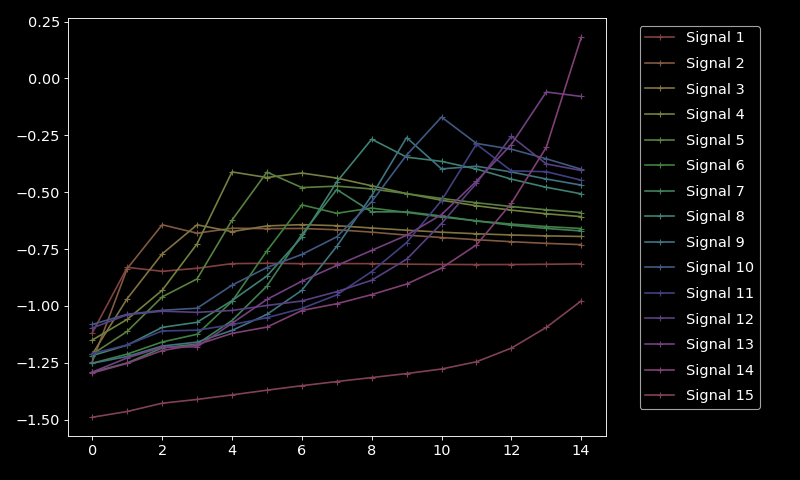 0.25
0.00
−0.25
−0.50
−0.75
−1.00
−1.25
−1.50
0 2 4 6 8 10 12 14
Signal 1
Signal 2
Signal 3
Signal 4
Signal 5
Signal 6
Signal 7
Signal 8
Signal 9
Signal 10
Signal 11
Signal 12
Signal 13
Signal 14
Signal 15